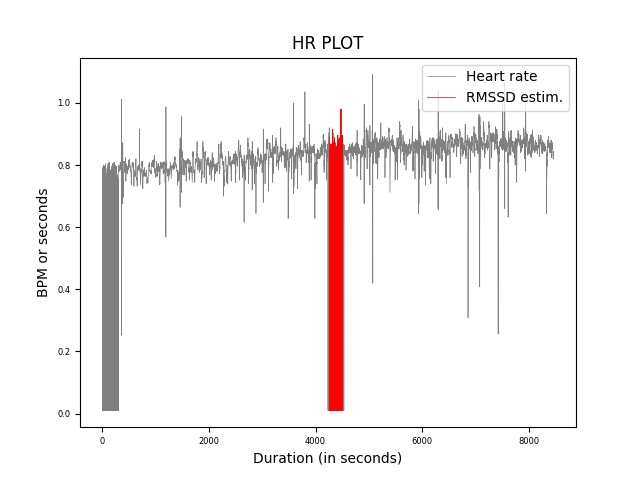 HR PLOT
Heart rate
RMSSD estim.
BPM or seconds
1.0
0.8
0.6
0.4
0.2
0.0
0
2000
4000
6000
8000
Duration (in seconds)